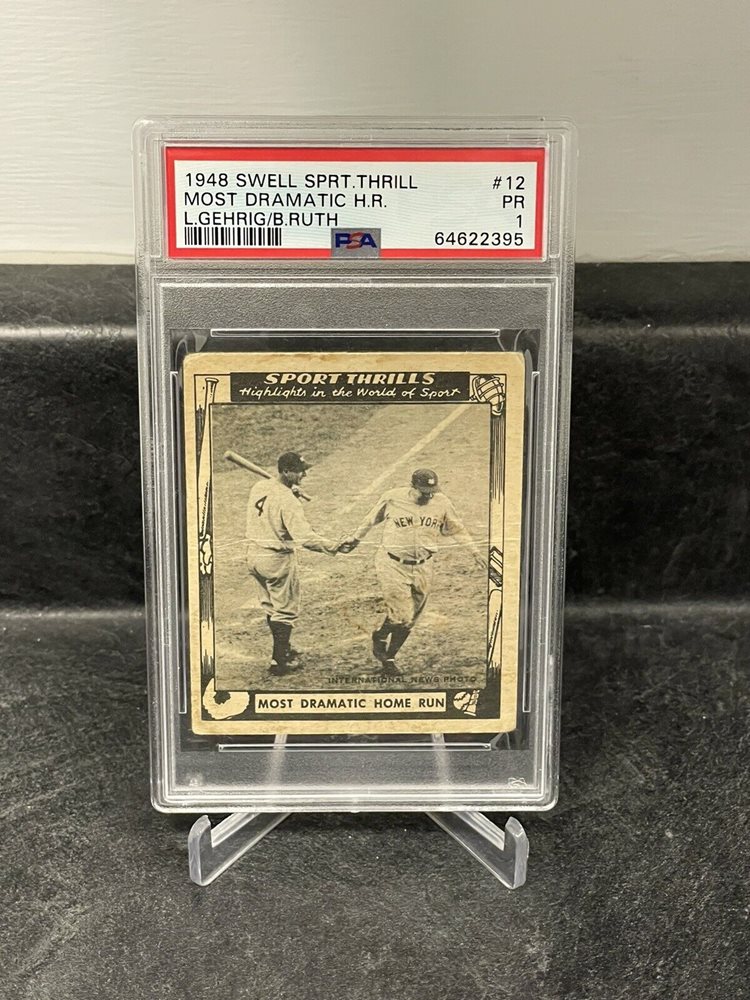 1948 SWELL SPRT.THRILL #12
MOST DRAMATIC H.R. PR
L.GEHRIG/B.RUTH 1
PSA 64622395
SPORT THRILLS
Highlights in the World of Sport
4
NEW YORK
INTERNATIONAL NEWS PHOTO
MOST DRAMATIC HOME RUN